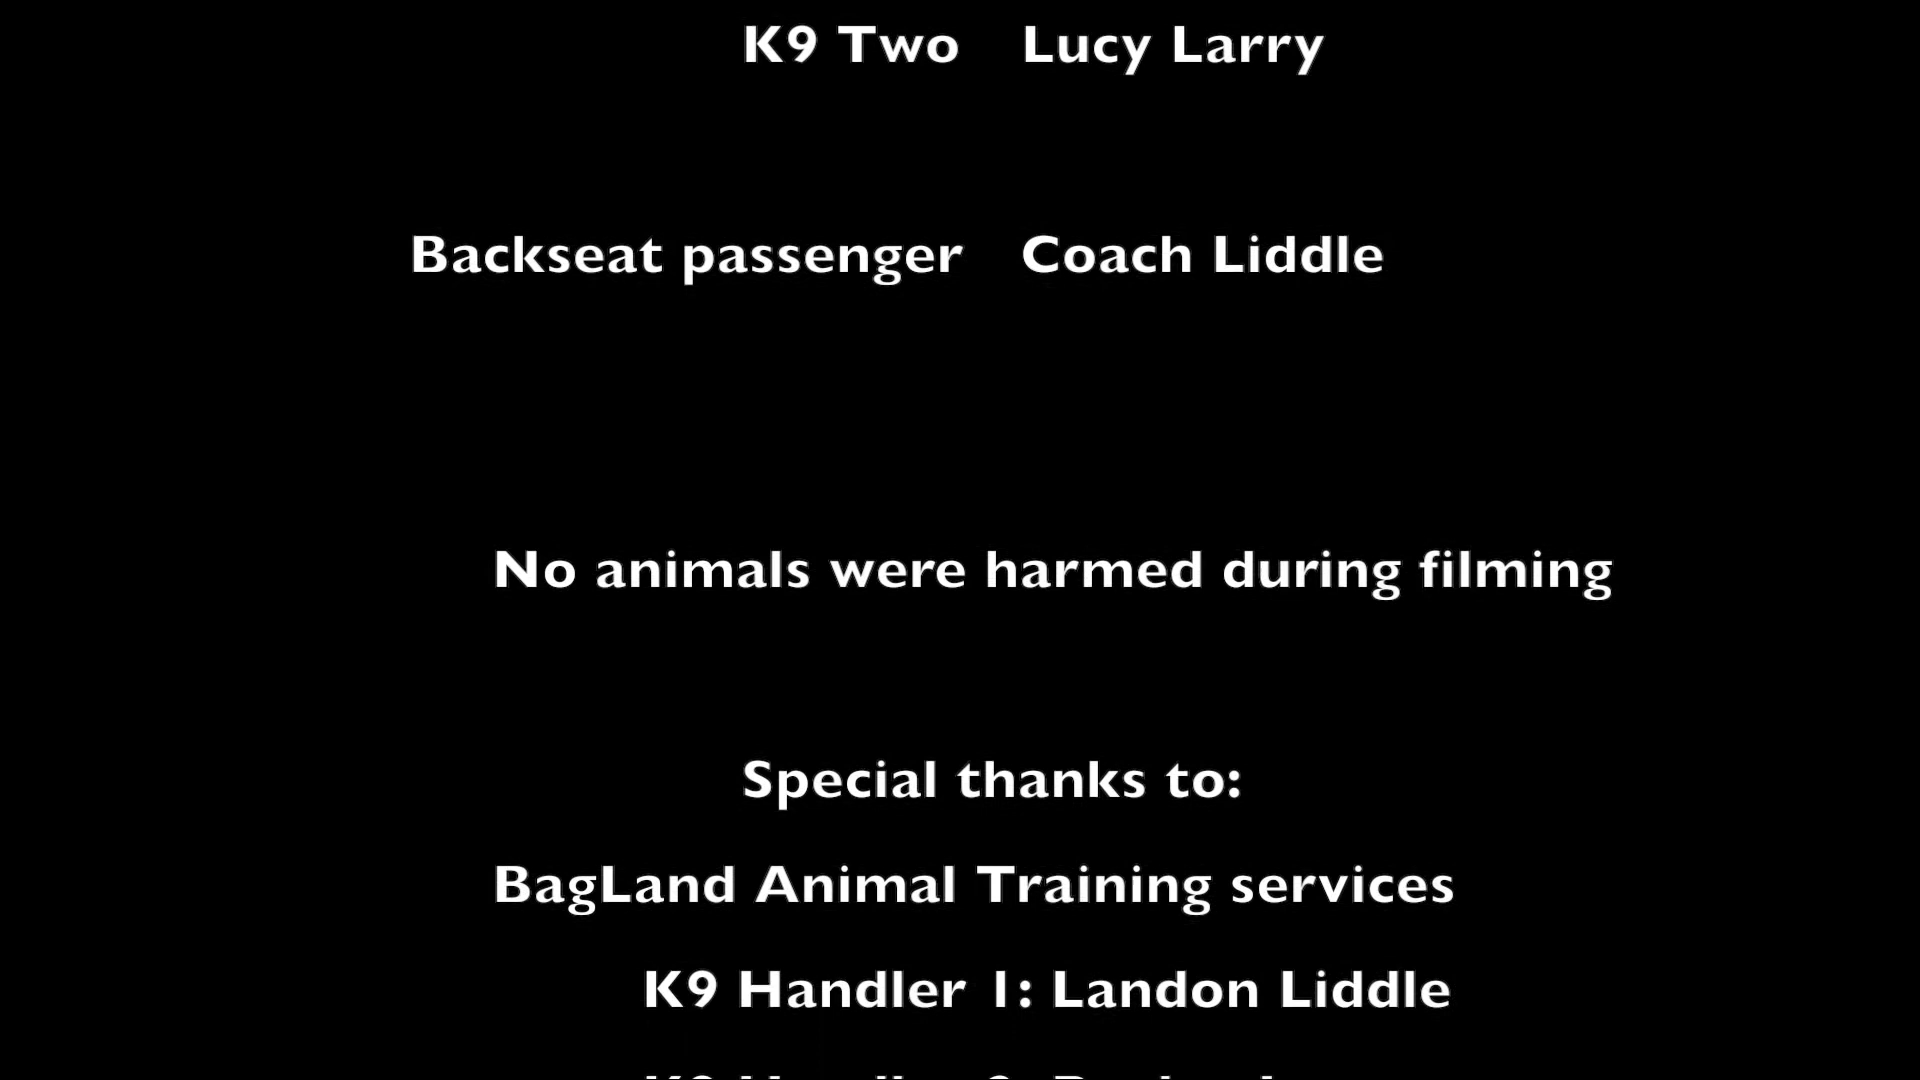 K9 Two Lucy Larry
Backseat passenger Coach Liddle
No animals were harmed during filming
Special thanks to:
BagLand Animal Training services
K9 Handler 1: Landon Liddle